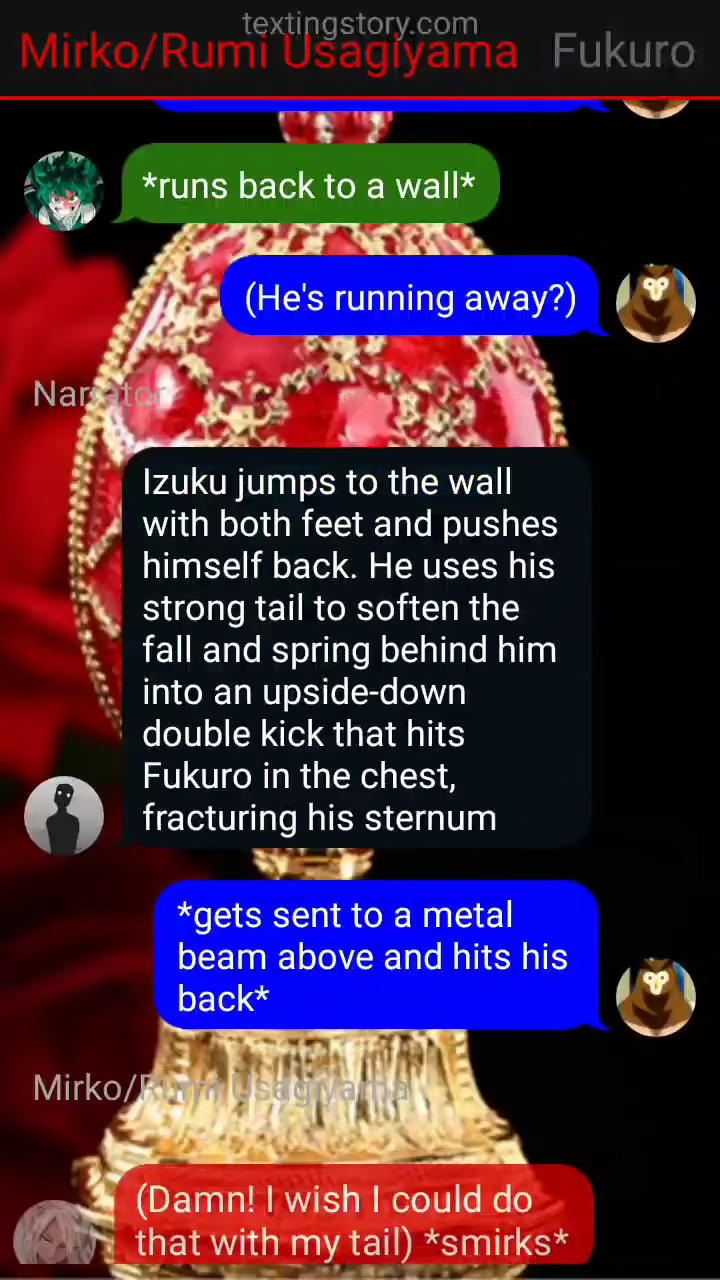 textingstory.com
Mirko/Rumi Usagiyama Fukuro
*runs back to a wall*
(He's running away?)
Narrator
Izuku jumps to the wall
with both feet and pushes
himself back. He uses his
strong tail to soften the
fall and spring behind him
into an upside-down
double kick that hits
Fukuro in the chest,
fracturing his sternum
*gets sent to a metal
beam above and hits his
back*
Mirko/Rumi Usagiyama
(Damn! I wish I could do
that with my tail) *smirks*